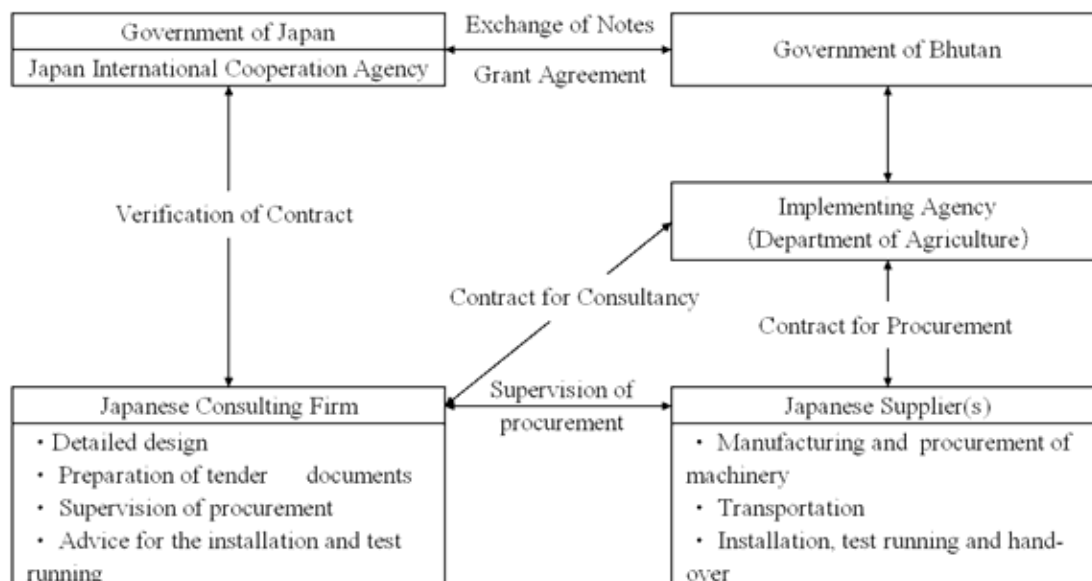 Government of Japan
Japan International Cooperation Agency
Exchange of Notes
Grant Agreement
Government of Bhutan
Verification of Contract
Implementing Agency
(Department of Agriculture)
Contract for Consultancy
Contract for Procurement
Japanese Consulting Firm
・Detailed design
・ Preparation of tender documents
・ Supervision of procurement
・ Advice for the installation and test
running
Supervision of
procurement
Japanese Supplier(s)
・ Manufacturing and procurement of
machinery
・ Transportation
・ Installation, test running and hand-
over